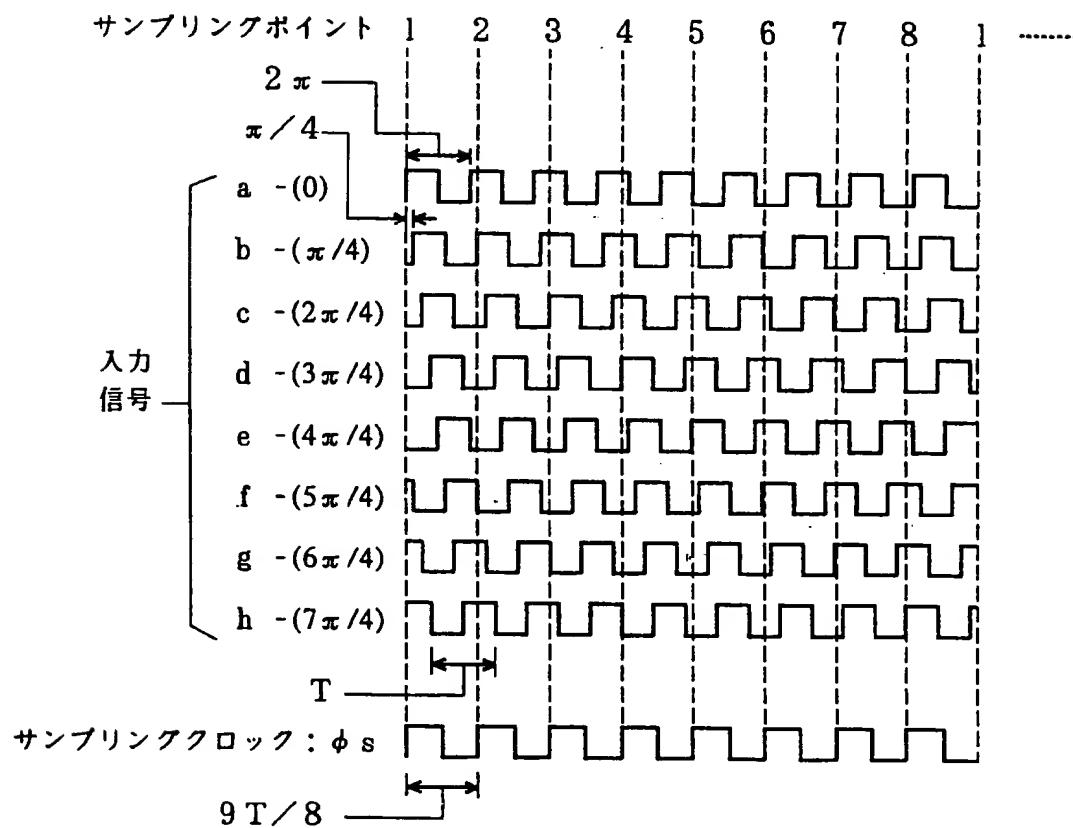 サンプリングポイント 1 2 3 4 5 6 7 8 1 ........
2π
π/4
a -(0)
b -(π/4)
c -(2π/4)
d -(3π/4)
入力
信号
e -(4π/4)
f -(5π/4)
g -(6π/4)
h -(7π/4)
T
サンプリングクロック：φs
9T/8